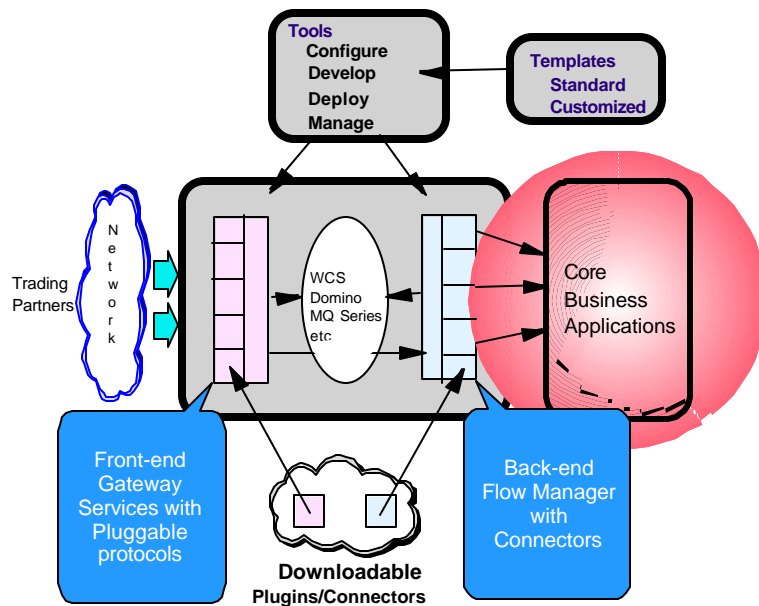 Tools
Configure
Develop
Deploy
Manage
Templates
Standard
Customized
Network
Trading
Partners
WCS
Domino
MQ Series
etc
Core
Business
Applications
Front-end
Gateway
Services with
Pluggable
protocols
Back-end
Flow Manager
with
Connectors
Downloadable
Plugins/Connectors